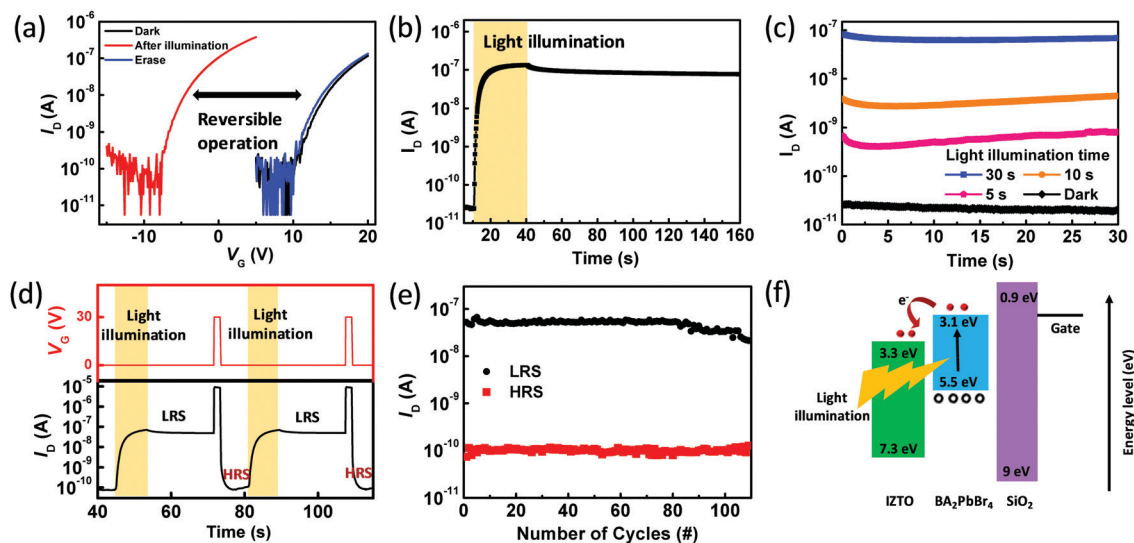 (a)
I_D (A)
10⁻⁶
10⁻⁷
10⁻⁸
10⁻⁹
10⁻¹⁰
10⁻¹¹
Dark
After illumination
Erase
Reversible
operation
-10
0
10
20
V_G (V)
(b)
I_D (A)
10⁻⁶
10⁻⁷
10⁻⁸
10⁻⁹
10⁻¹⁰
10⁻¹¹
Light illumination
20 40 60 80 100 120 140 160
Time (s)
(c)
I_D (A)
10⁻⁷
10⁻⁸
10⁻⁹
10⁻¹⁰
10⁻¹¹
Light illumination time
30 s
10 s
5 s
Dark
0 5 10 15 20 25 30
Time (s)
(d)
V_G (V)
30
0
Light
illumination
Light
illumination
I_D (A)
10⁻⁵
10⁻⁶
10⁻⁷
10⁻⁸
10⁻⁹
10⁻¹⁰
LRS
HRS
LRS
HRS
40 60 80 100
Time (s)
(e)
I_D (A)
10⁻⁶
10⁻⁷
10⁻⁸
10⁻⁹
10⁻¹⁰
10⁻¹¹
LRS
HRS
0 20 40 60 80 100
Number of Cycles (#)
(f)
e⁻
0.9 eV
3.1 eV
Gate
3.3 eV
5.5 eV
Light
illumination
7.3 eV
9 eV
IZTO
BA₂PbBr₄
SiO₂
Energy level (eV)